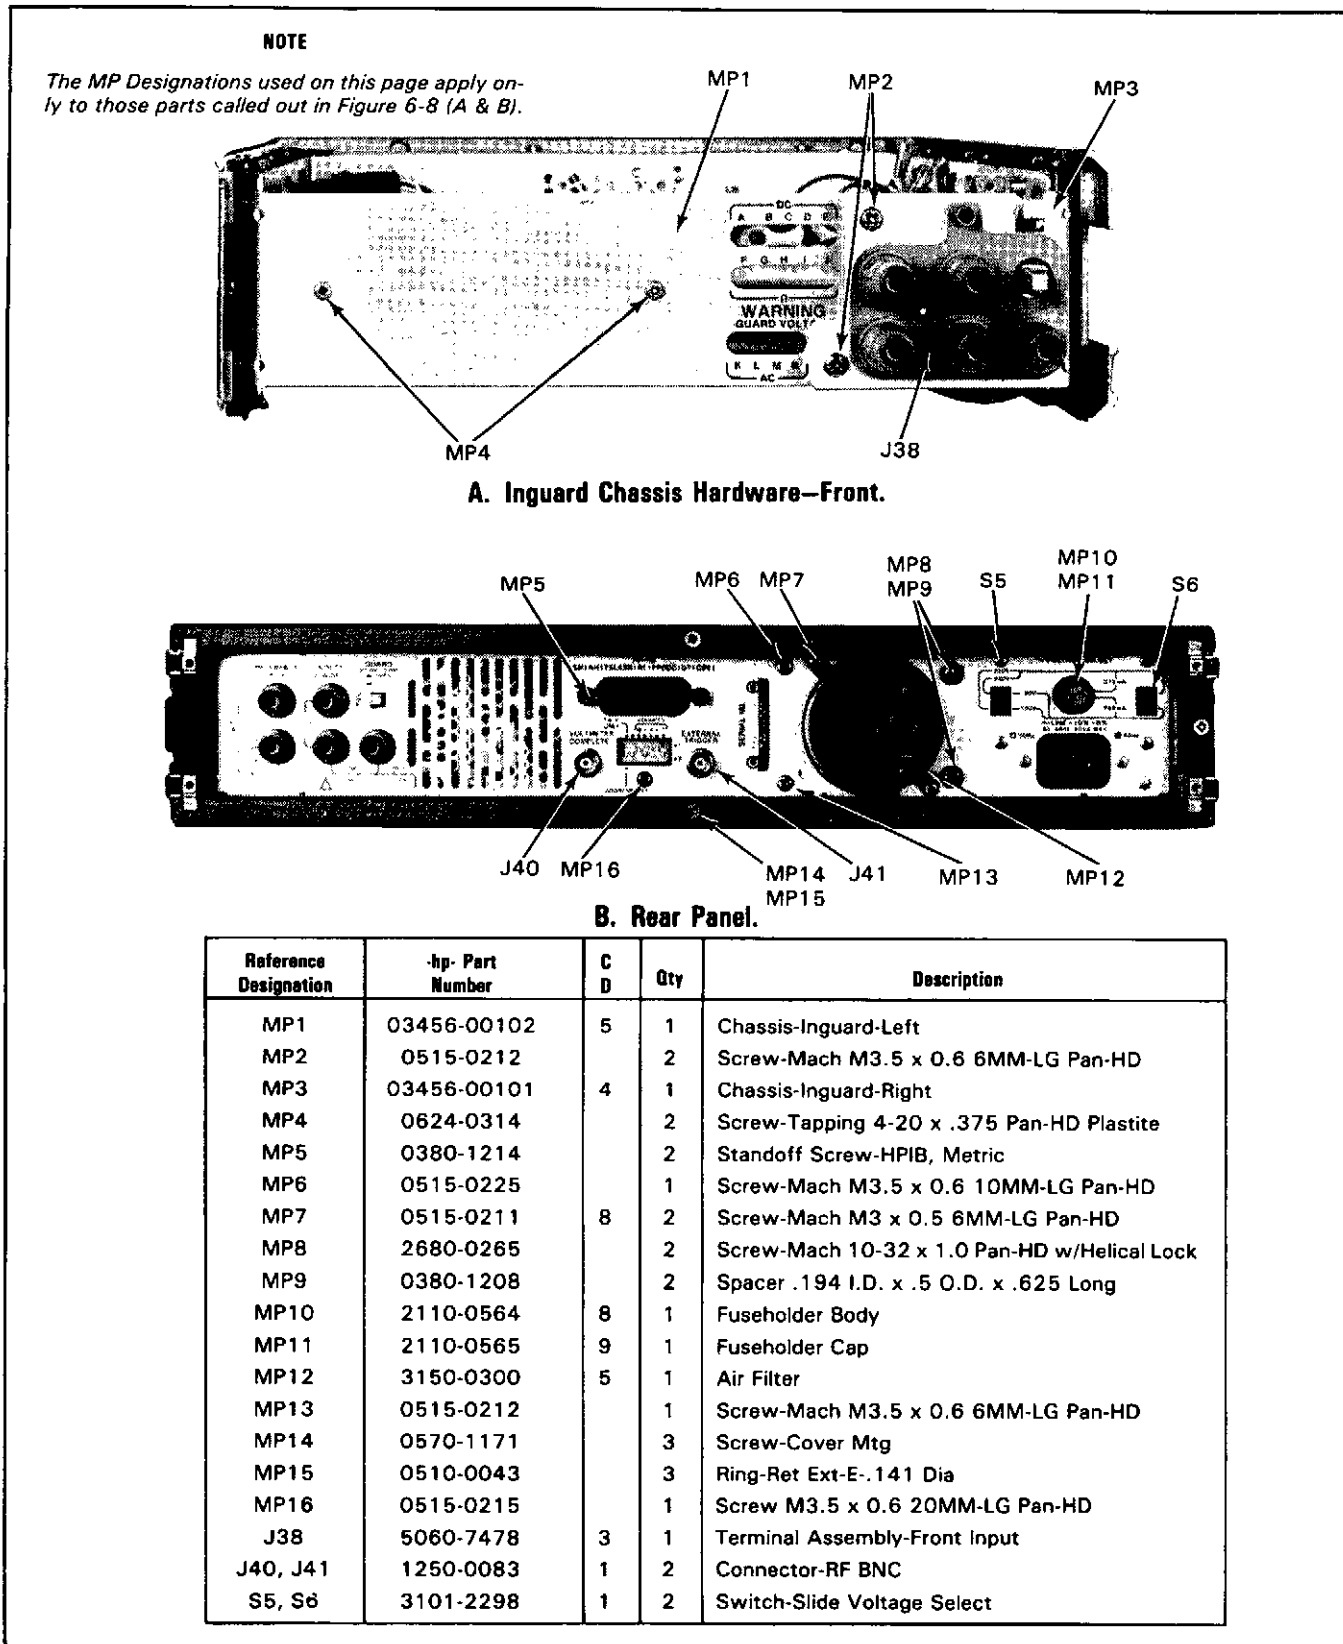 NOTE
The MP Designations used on this page apply on-
ly to those parts called out in Figure 6-8 (A & B).
MP1
MP2
MP3
DC
A B C D E
F G H I
Ω
WARNING
GUARD VOLT
K L M N
AC
MP4
J38
A. Inguard Chassis Hardware—Front.
MP5
MP6
MP7
MP8
MP9
S5
MP10
MP11
S6
GUARD
VOLTMETER
COMPLETE
EXTERNAL
TRIGGER
SERIAL NO.
J40
MP16
MP14
MP15
J41
MP13
MP12
B. Rear Panel.
Reference Designation -hp- Part Number C D Qty Description
MP1 03456-00102 5 1 Chassis-Inguard-Left
MP2 0515-0212 2 Screw-Mach M3.5 x 0.6 6MM-LG Pan-HD
MP3 03456-00101 4 1 Chassis-Inguard-Right
MP4 0624-0314 2 Screw-Tapping 4-20 x .375 Pan-HD Plastite
MP5 0380-1214 2 Standoff Screw-HPIB, Metric
MP6 0515-0225 1 Screw-Mach M3.5 x 0.6 10MM-LG Pan-HD
MP7 0515-0211 8 2 Screw-Mach M3 x 0.5 6MM-LG Pan-HD
MP8 2680-0265 2 Screw-Mach 10-32 x 1.0 Pan-HD w/Helical Lock
MP9 0380-1208 2 Spacer .194 I.D. x .5 O.D. x .625 Long
MP10 2110-0564 8 1 Fuseholder Body
MP11 2110-0565 9 1 Fuseholder Cap
MP12 3150-0300 5 1 Air Filter
MP13 0515-0212 1 Screw-Mach M3.5 x 0.6 6MM-LG Pan-HD
MP14 0570-1171 3 Screw-Cover Mtg
MP15 0510-0043 3 Ring-Ret Ext-E-.141 Dia
MP16 0515-0215 1 Screw M3.5 x 0.6 20MM-LG Pan-HD
J38 5060-7478 3 1 Terminal Assembly-Front Input
J40, J41 1250-0083 1 2 Connector-RF BNC
S5, S6 3101-2298 1 2 Switch-Slide Voltage Select